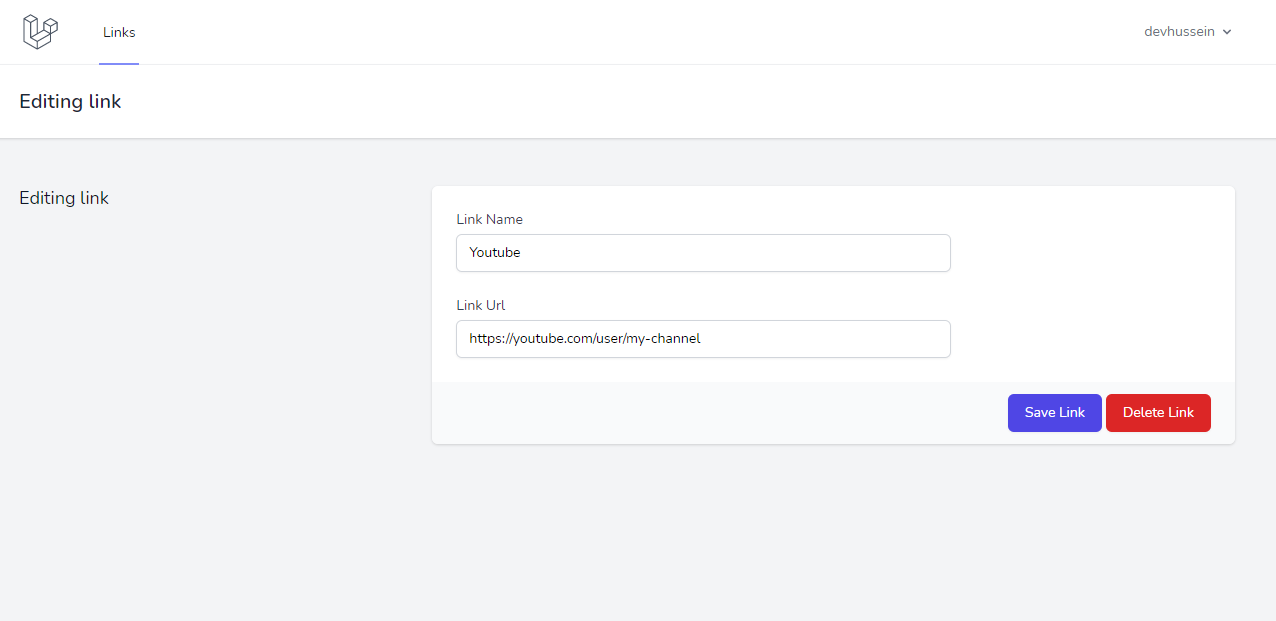 Links
devhussein
Editing link
Editing link
Link Name
Youtube
Link Url
https://youtube.com/user/my-channel
Save Link
Delete Link